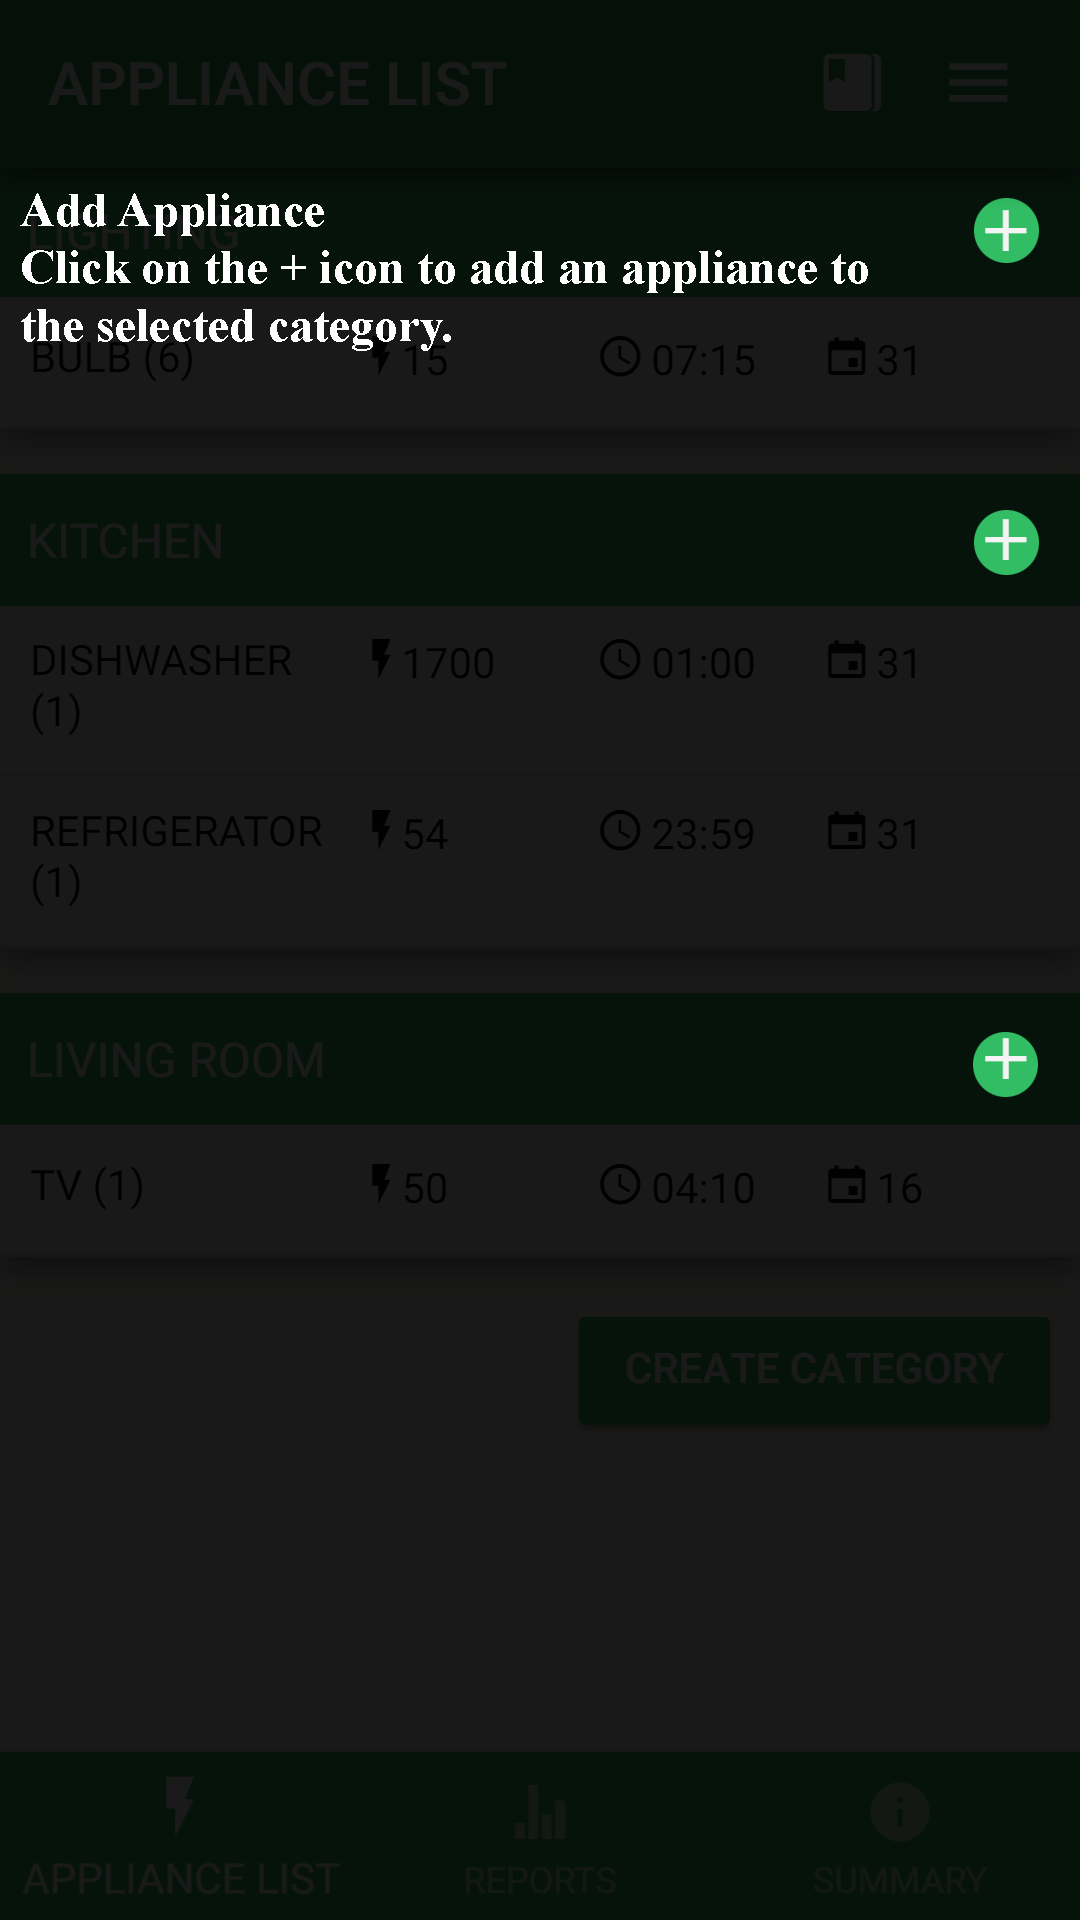 APPLIANCE LIST
Add Appliance
LIGHTING
Click on the + icon to add an appliance to
the selected category.
BULB (6) 15 07:15 31
KITCHEN
DISHWASHER 1700 01:00 31
(1)
REFRIGERATOR 54 23:59 31
(1)
LIVING ROOM
TV (1) 50 04:10 16
CREATE CATEGORY
APPLIANCE LIST REPORTS SUMMARY